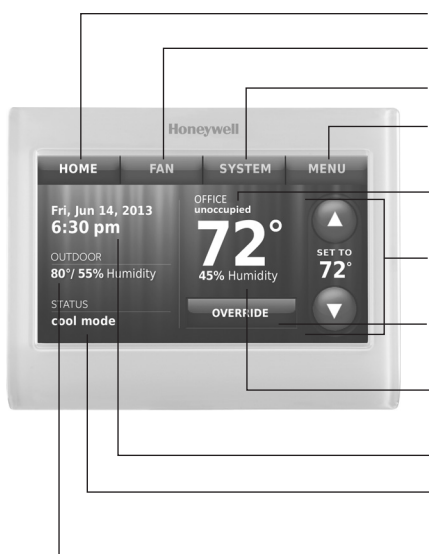 Honeywell
HOME FAN SYSTEM MENU
Fri, Jun 14, 2013
6:30 pm
OUTDOOR
80°/ 55% Humidity
STATUS
cool mode
OFFICE
unoccupied
72°
45% Humidity
OVERRIDE
SET TO
72°